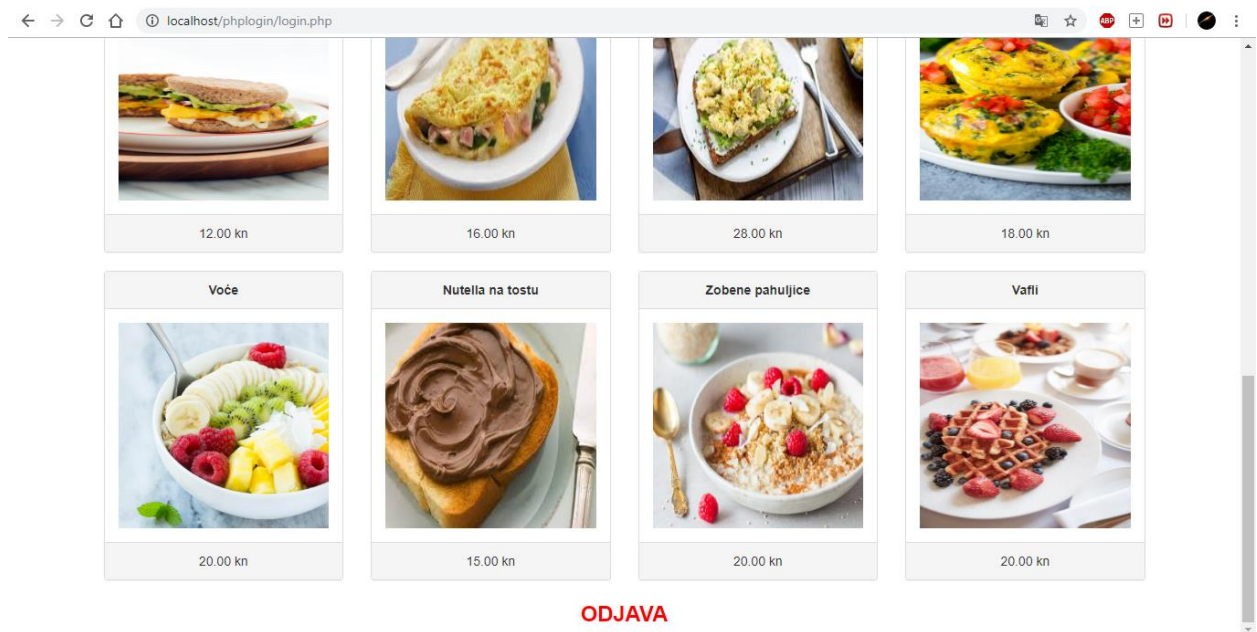 localhost/phplogin/login.php
ABP
12.00 kn
16.00 kn
28.00 kn
18.00 kn
Voće
Nutella na tostu
Zobene pahuljice
Vafli
20.00 kn
15.00 kn
20.00 kn
20.00 kn
ODJAVA